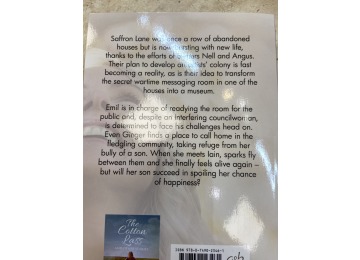 Saffron Lane was once a row of abandoned
houses but is now bursting with new life,
thanks to the efforts of Nell and Angus.
Their plan to develop an artists' colony is fast
becoming a reality, as is their idea to transform
the secret wartime messaging room in one of the
houses into a museum.
Emil is in charge of readying the room for the
public and, despite an interfering councilwoman,
is determined to face his challenges head on.
Even Ginger finds a place to call home in the
fledgling community, taking refuge from her
bully of a son. When she meets Iain, sparks fly
between them and she finally feels alive again –
but will her son succeed in spoiling her chance
of happiness?
The
Cotton
Lass
ISBN 978-0-7490-2566-1